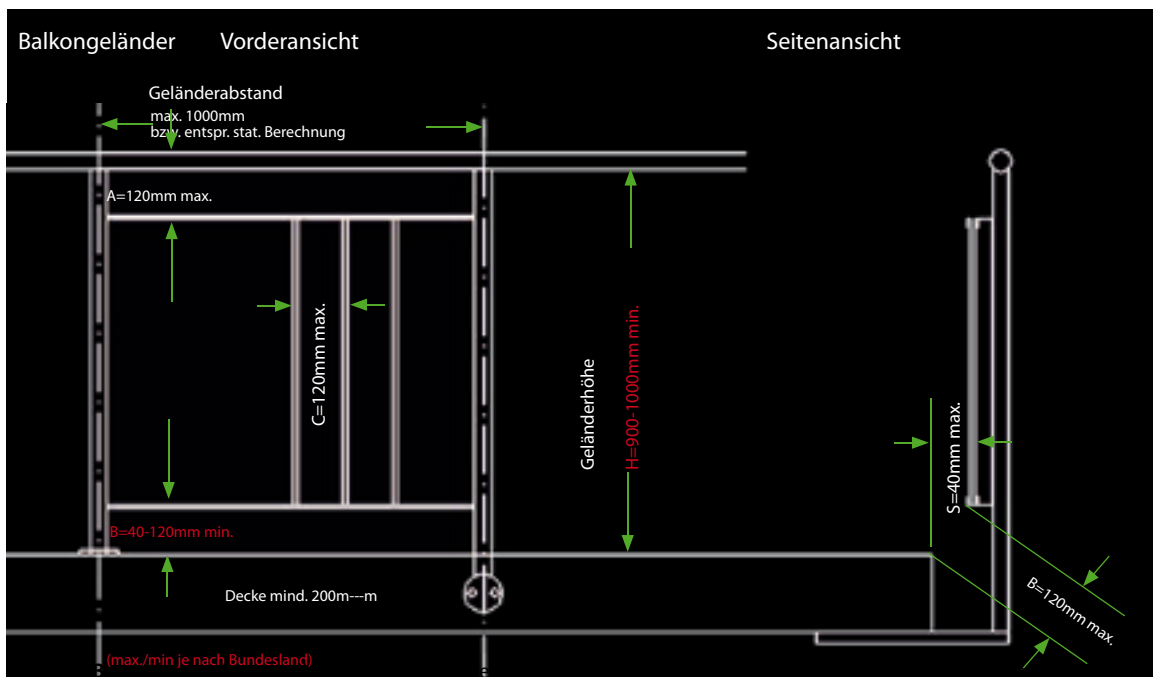 Balkongeländer Vorderansicht Seitenansicht
Geländerabstand
max. 1000mm
bzw. entspr. stat. Berechnung
A=120mm max.
C=120mm max.
Geländerhöhe
H=900-1000mm min.
S=40mm max.
B=40-120mm min.
B=120mm max.
Decke mind. 200m---m
(max./min je nach Bundesland)